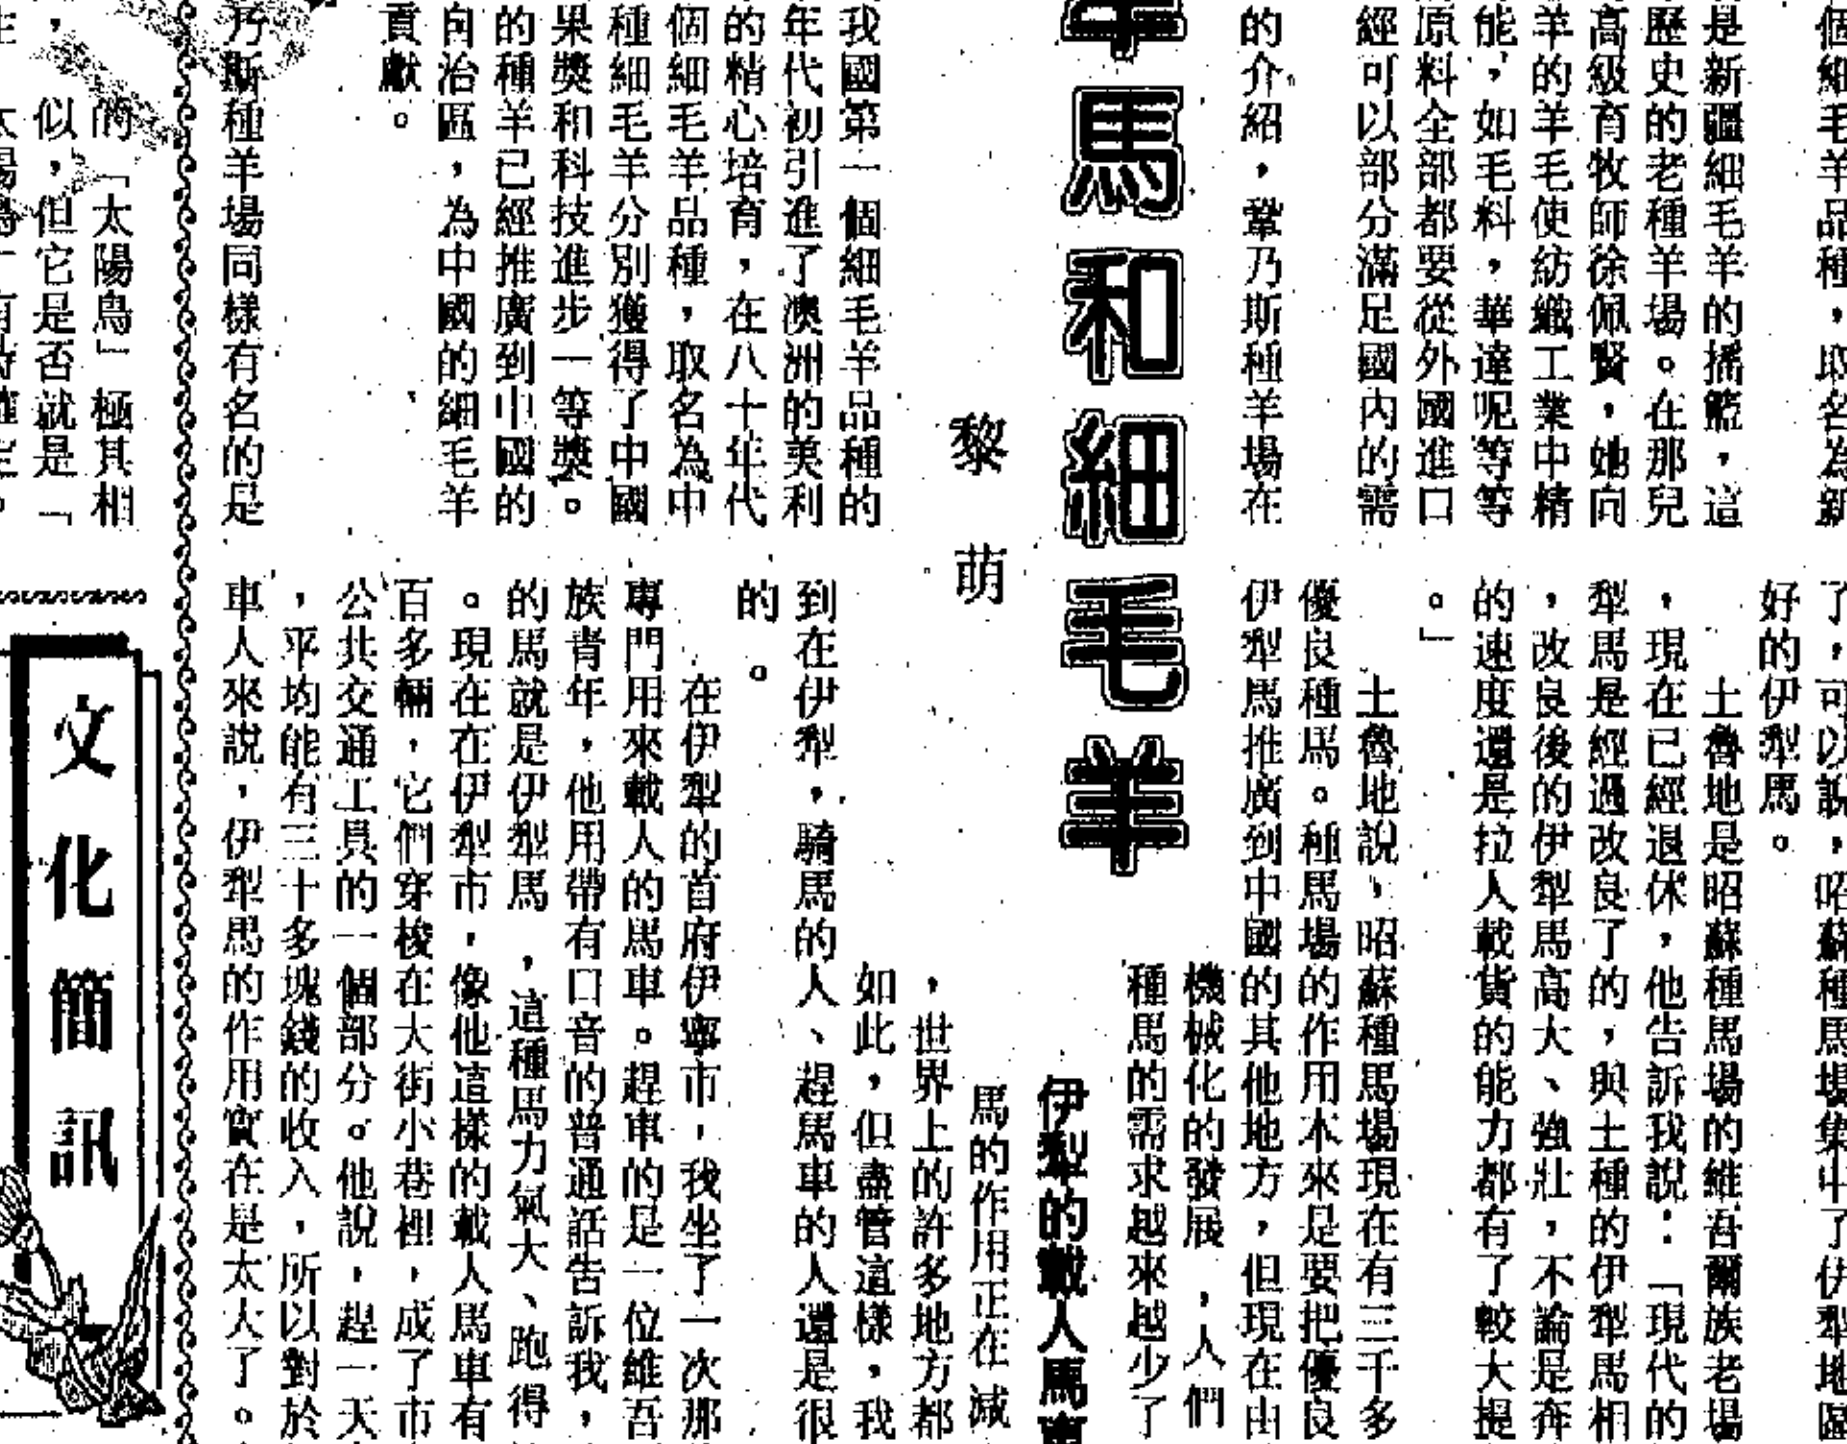 個細毛羊品種，取名為新
是新疆細毛羊的搖籃，這
歷史的老種羊場。在那兒
高級育牧師徐佩賢，她向
羊的羊毛使紡織工業中精
能，如毛料，華達呢等等
原料全部都要從外國進口
經可以部分滿足國內的需
的介紹，鞏乃斯種羊場在
馬和細毛羊
黎 萌
我國第一個細毛羊品種的
年代初引進了澳洲的美利
的精心培育，在八十年代
個細毛羊品種，取名為中
種細毛羊分別獲得了中國
果獎和科技進步一等獎。
的種羊已經推廣到中國的
自治區，為中國的細毛羊
貢獻。
乃斯種羊場同樣有名的是
了，可以說，昭蘇種馬場集中了伊犁地區
好的伊犁馬。
土魯地是昭蘇種馬場的維吾爾族老場
，現在已經退休，他告訴我說：「現代的
犁馬是經過改良了的，與土種的伊犁馬相
，改良後的伊犁馬高大、強壯，不論是奔
的速度還是拉人載貨的能力都有了較大提
。」
土魯地說，昭蘇種馬場現在有三千多
優良種馬。種馬場的作用本來是要把優良
伊犁馬推廣到中國的其他地方，但現在由
機械化的發展，人們
種馬的需求越來越少了
伊犁的載人馬車
馬的作用正在減
，世界上的許多地方都
如此，但盡管這樣，我
到在伊犁，騎馬的人、趕馬車的人還是很
的。
在伊犁的首府伊寧市，我坐了一次那
專門用來載人的馬車。趕車的是一位維吾
族青年，他用帶有口音的普通話告訴我，
的馬就是伊犁馬，這種馬力氣大、跑得
。現在在伊犁市，像他這樣的載人馬車有
百多輛，它們穿梭在大街小巷裡，成了市
公共交通工具的一個部分。他說，趕一天
，平均能有三十多塊錢的收入，所以對於
車人來說，伊犁馬的作用實在是太大了。
的「太陽鳥」極其相
似，但它是否就是「
文化簡訊